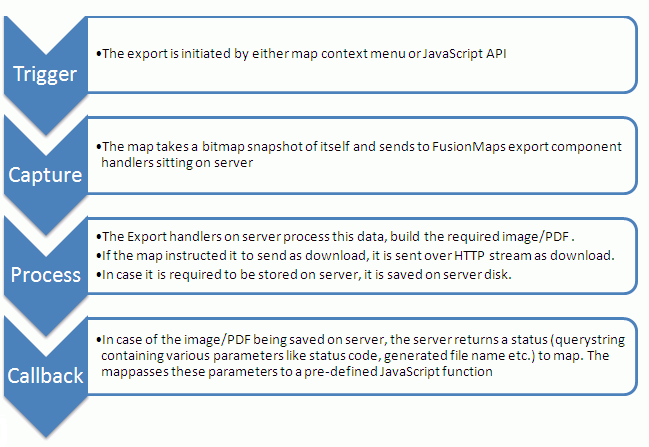 Trigger
•The export is initiated by either map context menu or JavaScript API
Capture
•The map takes a bitmap snapshot of itself and sends to FusionMaps export component
handlers sitting on server
Process
•The Export handlers on server process this data, build the required image/PDF .
•If the map instructed it to send as download, it is sent over HTTP stream as download.
•In case it is required to be stored on server, it is saved on server disk.
Callback
•In case of the image/PDF being saved on server, the server returns a status (querystring
containing various parameters like status code, generated file name etc.) to map. The
mappasses these parameters to a pre-defined JavaScript function